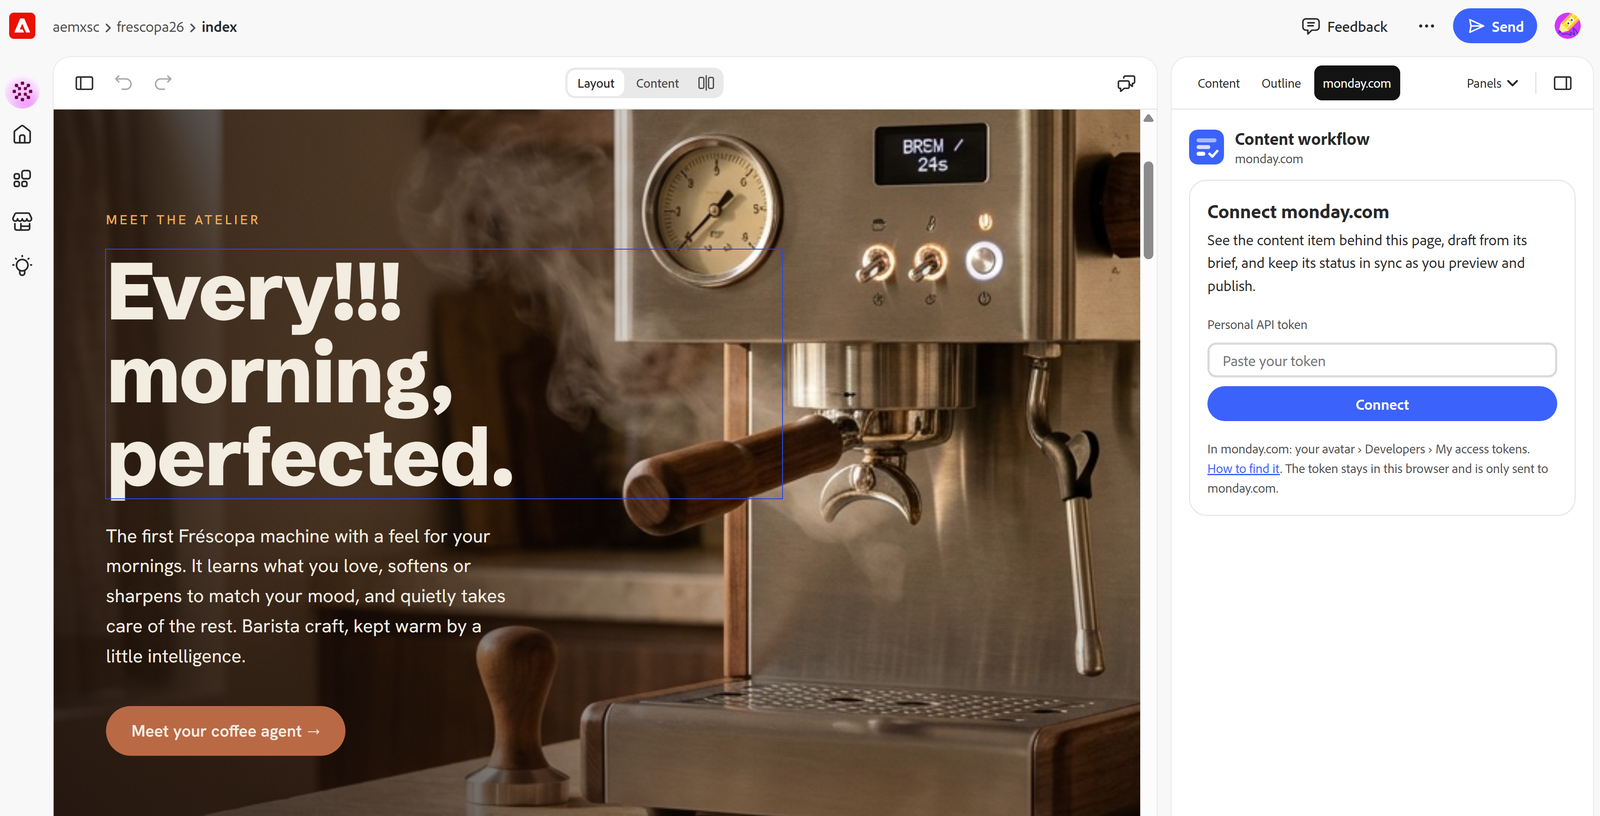 aemxsc > frescopa26 > index
Feedback
Send
Layout
Content
Content
Outline
monday.com
Panels
BREM /
24s
MEET THE ATELIER
Every!!!
morning,
perfected.
The first Fréscopa machine with a feel for your
mornings. It learns what you love, softens or
sharpens to match your mood, and quietly takes
care of the rest. Barista craft, kept warm by a
little intelligence.
Meet your coffee agent →
Content workflow
monday.com
Connect monday.com
See the content item behind this page, draft from its
brief, and keep its status in sync as you preview and
publish.
Personal API token
Paste your token
Connect
In monday.com: your avatar › Developers › My access tokens.
How to find it. The token stays in this browser and is only sent to
monday.com.